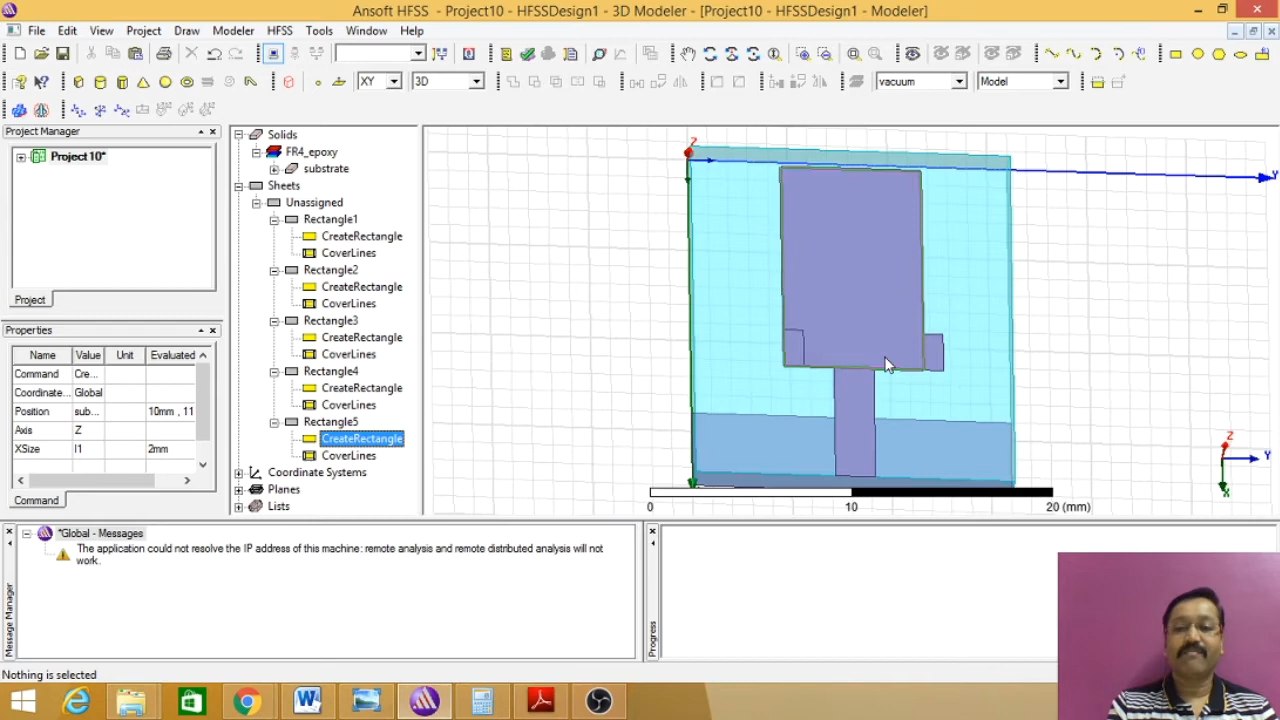 Ansoft HFSS - Project10 - HFSSDesign1 - 3D Modeler - [Project10 - HFSSDesign1 - Modeler]
File Edit View Project Draw Modeler HFSS Tools Window Help
XY 3D vacuum Model
Project Manager
Project10*
Project
Properties
Name Value Unit Evaluated
Command Cre...
Coordinate... Global
Position sub... 10mm , 11
Axis Z
XSize l1 2mm
Command
Solids
FR4_epoxy
substrate
Sheets
Unassigned
Rectangle1
CreateRectangle
CoverLines
Rectangle2
CreateRectangle
CoverLines
Rectangle3
CreateRectangle
CoverLines
Rectangle4
CreateRectangle
CoverLines
Rectangle5
CreateRectangle
CoverLines
Coordinate Systems
Planes
Lists
Z
Y
Z
Y
X
0 10 20 (mm)
Message Manager
*Global - Messages
The application could not resolve the IP address of this machine: remote analysis and remote distributed analysis will not
work.
Progress
Nothing is selected